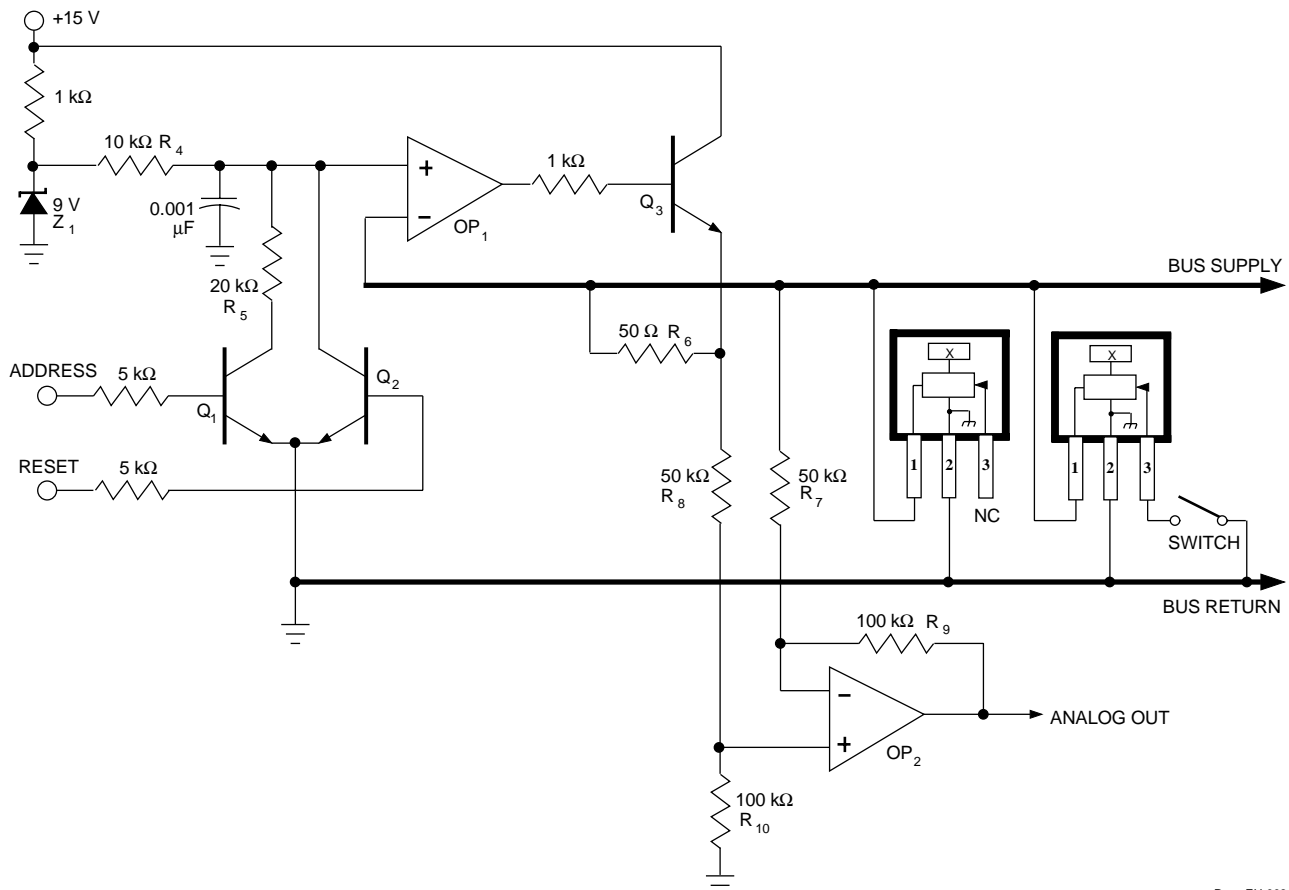 +15 V
1 kΩ
10 kΩ R4
9 V
Z1
0.001
µF
+
−
OP1
1 kΩ
Q3
BUS SUPPLY
20 kΩ
R5
50 Ω R6
X
X
ADDRESS
5 kΩ
Q1
Q2
1 2 3
1 2 3
RESET
5 kΩ
50 kΩ
R8
50 kΩ
R7
NC
SWITCH
BUS RETURN
100 kΩ R9
−
+
OP2
ANALOG OUT
100 kΩ
R10